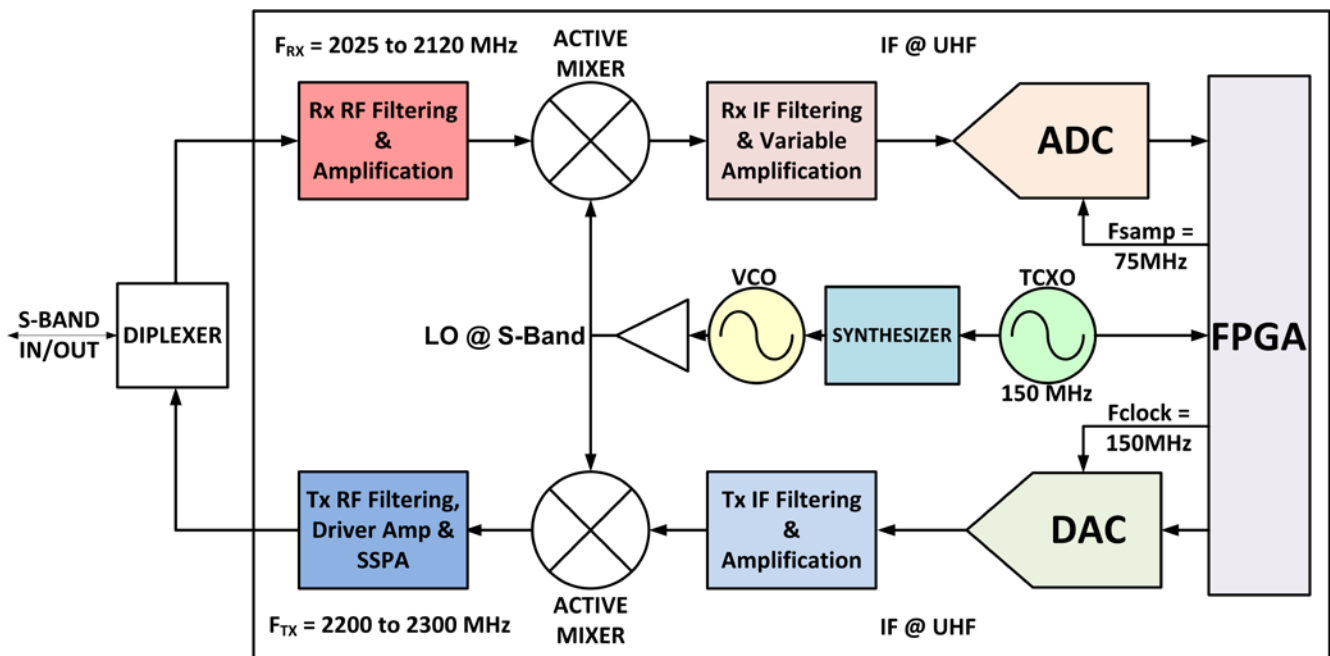 F_RX = 2025 to 2120 MHz
ACTIVE
MIXER
IF @ UHF
Rx RF Filtering
&
Amplification
Rx IF Filtering
& Variable
Amplification
ADC
Fsamp =
75MHz
S-BAND
IN/OUT
DIPLEXER
LO @ S-Band
VCO
SYNTHESIZER
TCXO
150 MHz
FPGA
Fclock =
150MHz
Tx RF Filtering,
Driver Amp &
SSPA
Tx IF Filtering
&
Amplification
DAC
F_TX = 2200 to 2300 MHz
ACTIVE
MIXER
IF @ UHF